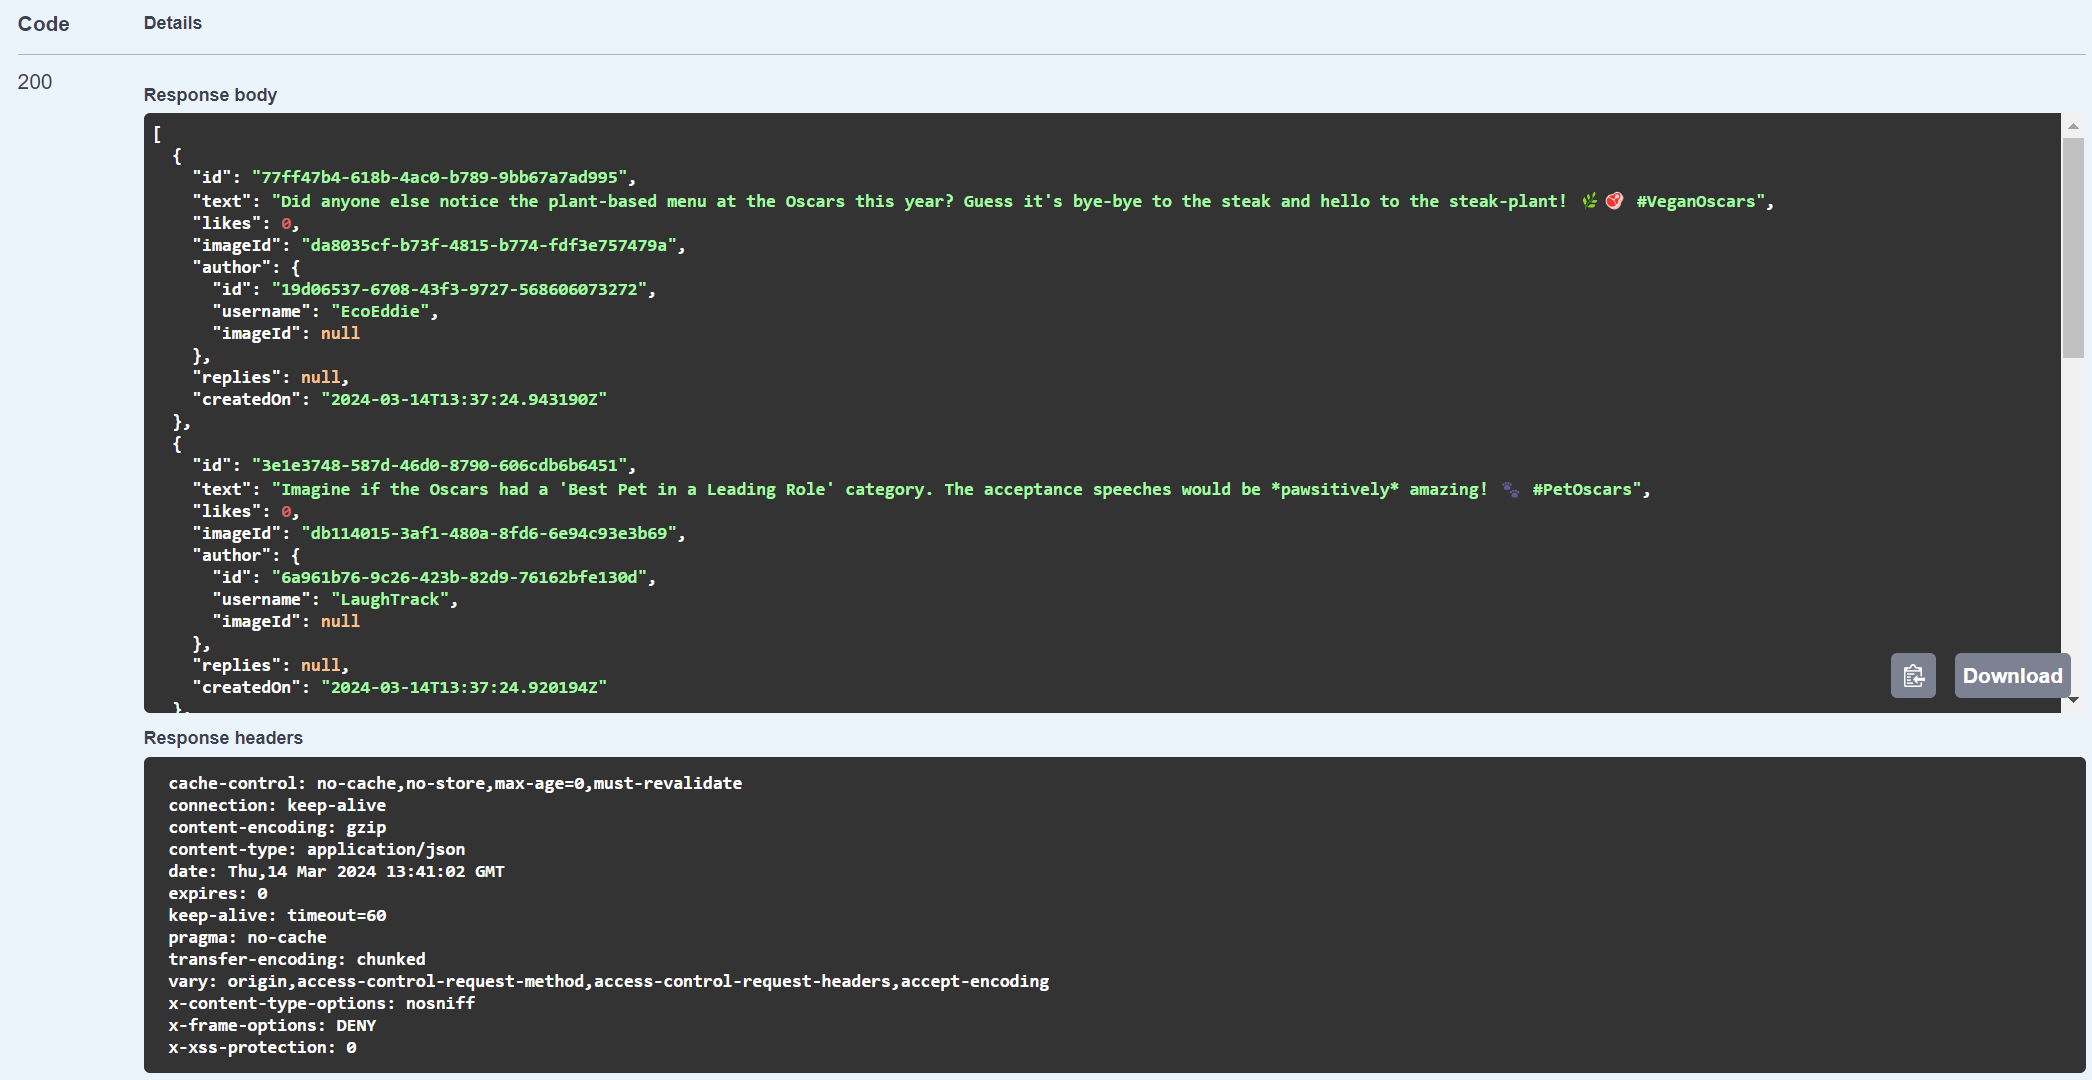 Code Details
200
Response body
[
  {
    "id": "77ff47b4-618b-4ac0-b789-9bb67a7ad995",
    "text": "Did anyone else notice the plant-based menu at the Oscars this year? Guess it's bye-bye to the steak and hello to the steak-plant! 🌿🥩 #VeganOscars",
    "likes": 0,
    "imageId": "da8035cf-b73f-4815-b774-fdf3e757479a",
    "author": {
      "id": "19d06537-6708-43f3-9727-568606073272",
      "username": "EcoEddie",
      "imageId": null
    },
    "replies": null,
    "createdOn": "2024-03-14T13:37:24.943190Z"
  },
  {
    "id": "3e1e3748-587d-46d0-8790-606cdb6b6451",
    "text": "Imagine if the Oscars had a 'Best Pet in a Leading Role' category. The acceptance speeches would be *pawsitively* amazing! 🐾 #PetOscars",
    "likes": 0,
    "imageId": "db114015-3af1-480a-8fd6-6e94c93e3b69",
    "author": {
      "id": "6a961b76-9c26-423b-82d9-76162bfe130d",
      "username": "LaughTrack",
      "imageId": null
    },
    "replies": null,
    "createdOn": "2024-03-14T13:37:24.920194Z"
  },
Download
Response headers
cache-control: no-cache,no-store,max-age=0,must-revalidate
connection: keep-alive
content-encoding: gzip
content-type: application/json
date: Thu,14 Mar 2024 13:41:02 GMT
expires: 0
keep-alive: timeout=60
pragma: no-cache
transfer-encoding: chunked
vary: origin,access-control-request-method,access-control-request-headers,accept-encoding
x-content-type-options: nosniff
x-frame-options: DENY
x-xss-protection: 0